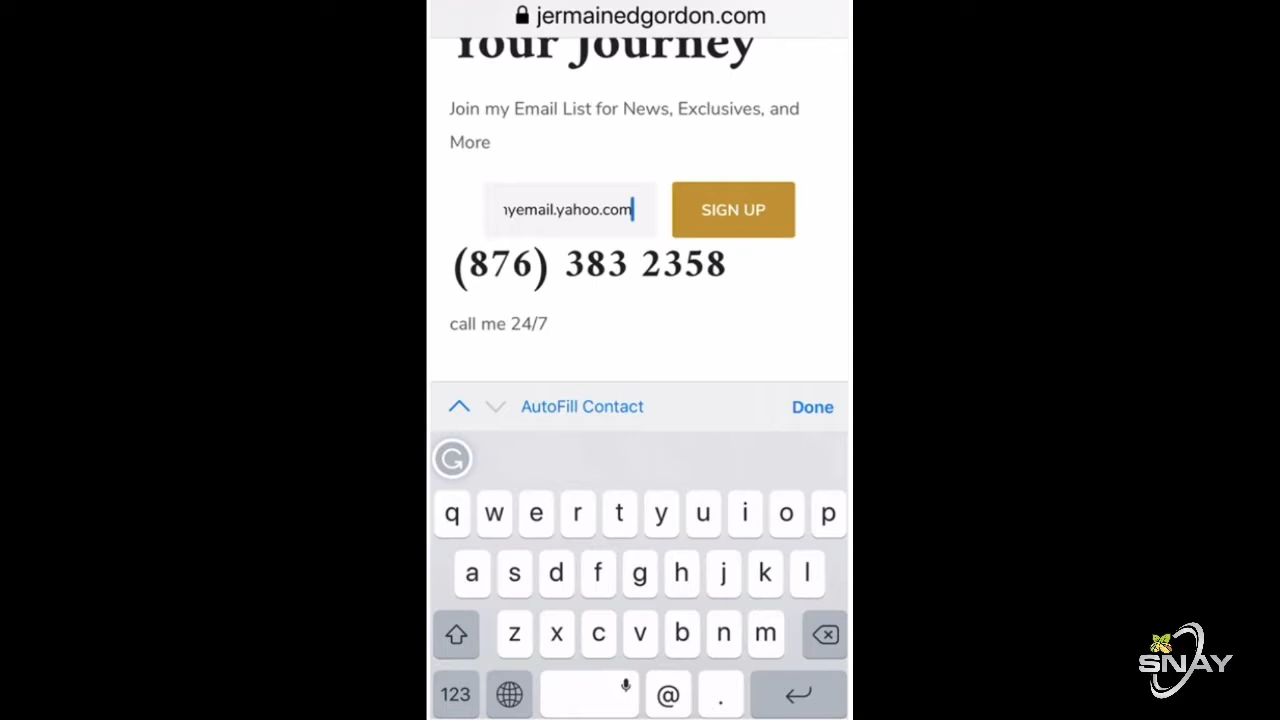 jermainedgordon.com
Your Journey
Join my Email List for News, Exclusives, and
More
yemail.yahoo.com
SIGN UP
(876) 383 2358
call me 24/7
AutoFill Contact
Done
q w e r t y u i o p
a s d f g h j k l
z x c v b n m
123 @ .
SNAY